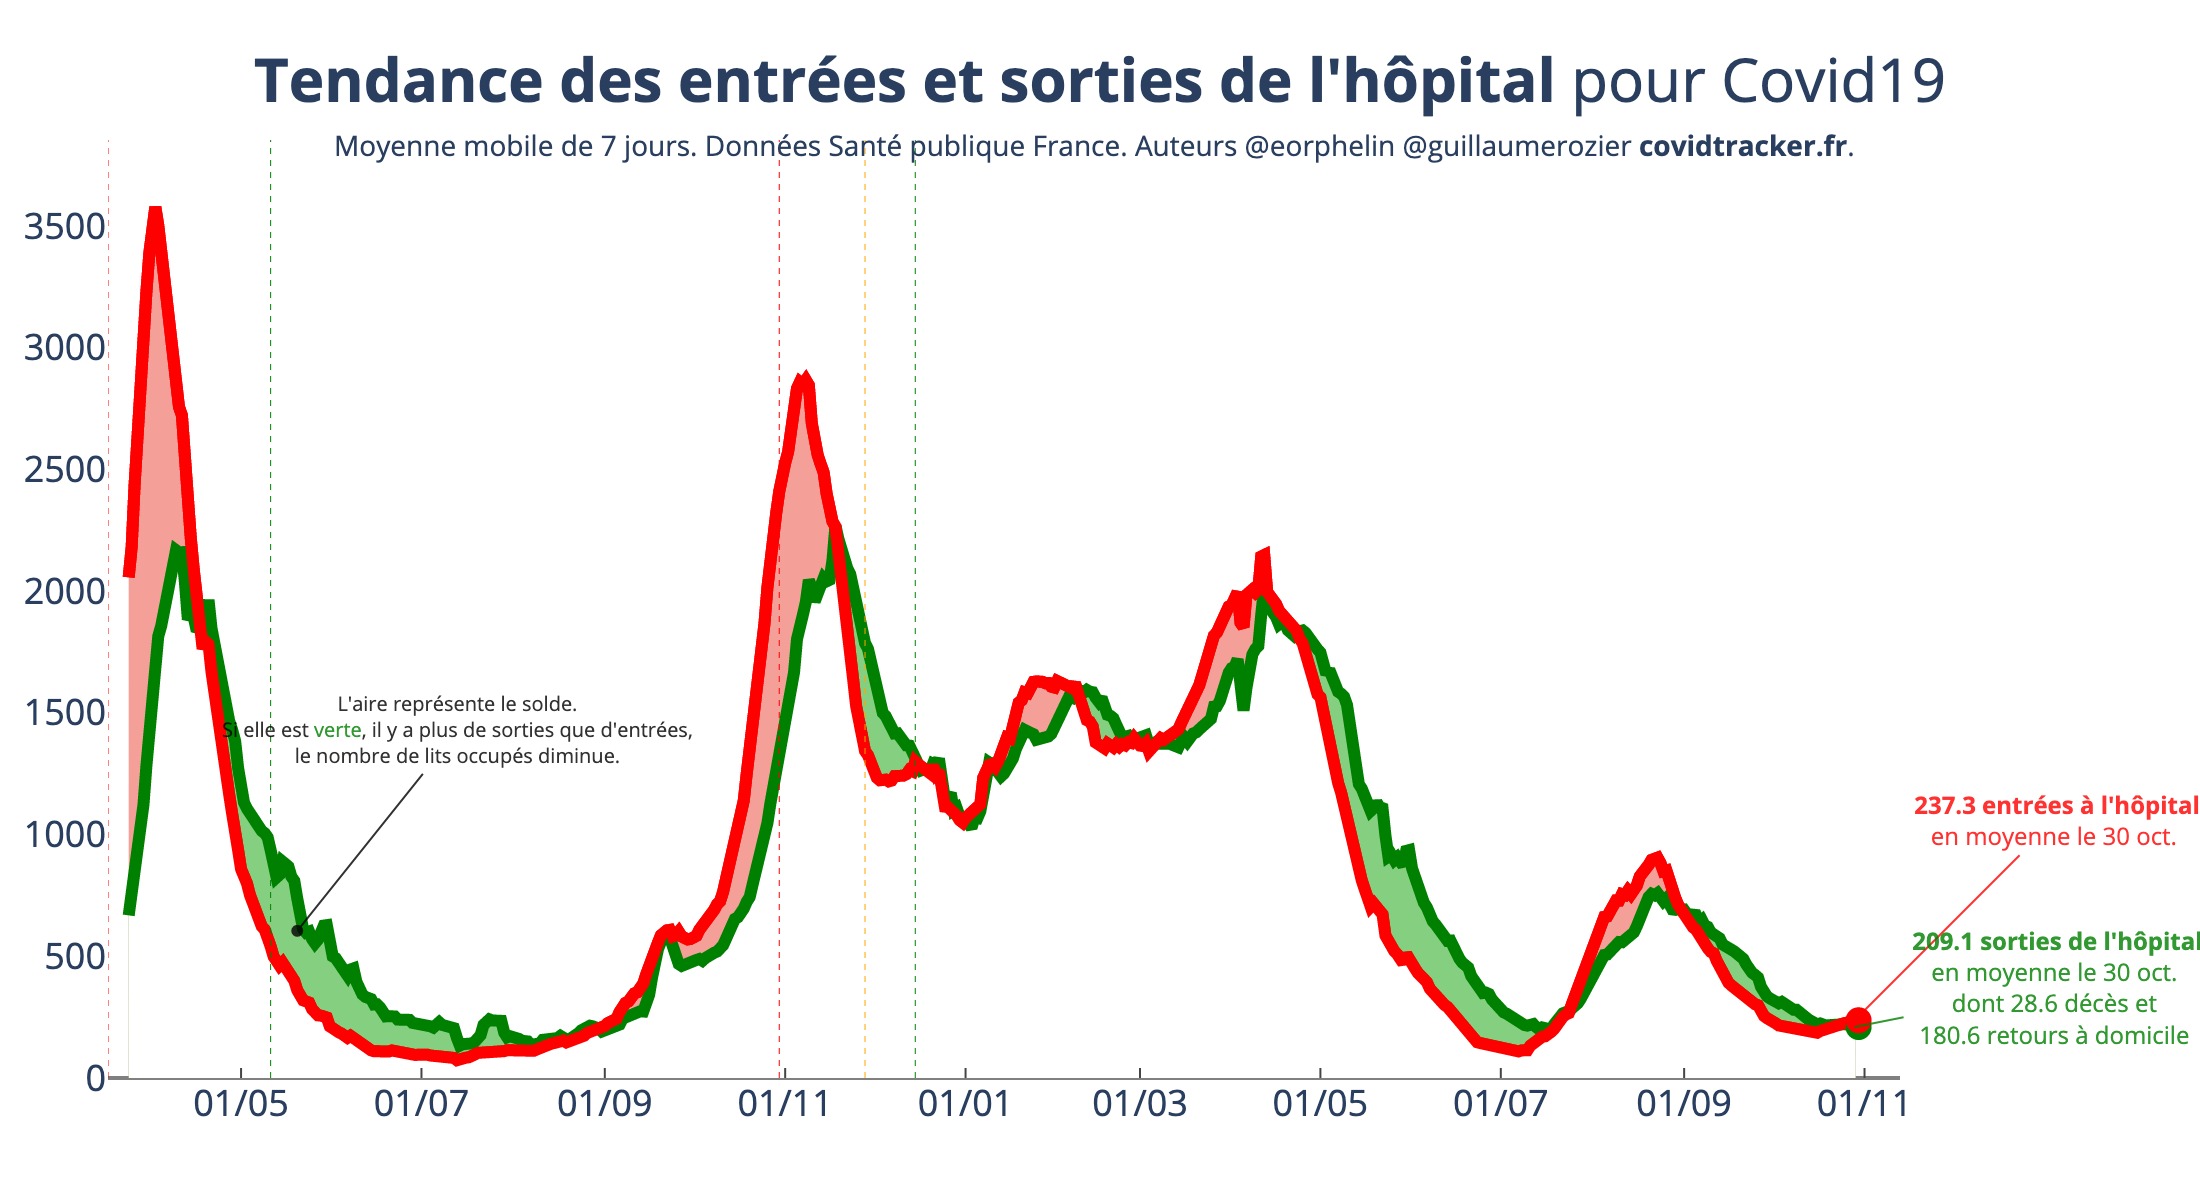 Tendance des entrées et sorties de l'hôpital pour Covid19
Moyenne mobile de 7 jours. Données Santé publique France. Auteurs @eorphelin @guillaumerozier covidtracker.fr.
3500
3000
2500
2000
1500
1000
500
0
L'aire représente le solde.
Si elle est verte, il y a plus de sorties que d'entrées,
le nombre de lits occupés diminue.
237.3 entrées à l'hôpital
en moyenne le 30 oct.
209.1 sorties de l'hôpital
en moyenne le 30 oct.
dont 28.6 décès et
180.6 retours à domicile
01/05 01/07 01/09 01/11 01/01 01/03 01/05 01/07 01/09 01/11